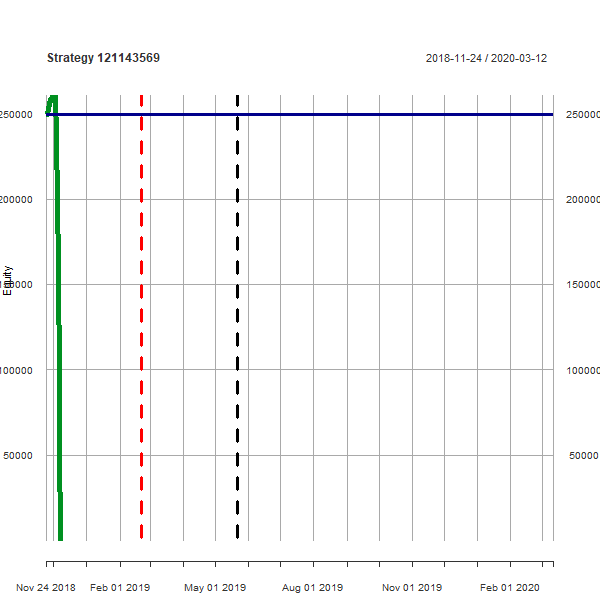 Strategy 121143569
2018-11-24 / 2020-03-12
250000
250000
200000
200000
Equity
150000
150000
100000
100000
50000
50000
Nov 24 2018
Feb 01 2019
May 01 2019
Aug 01 2019
Nov 01 2019
Feb 01 2020